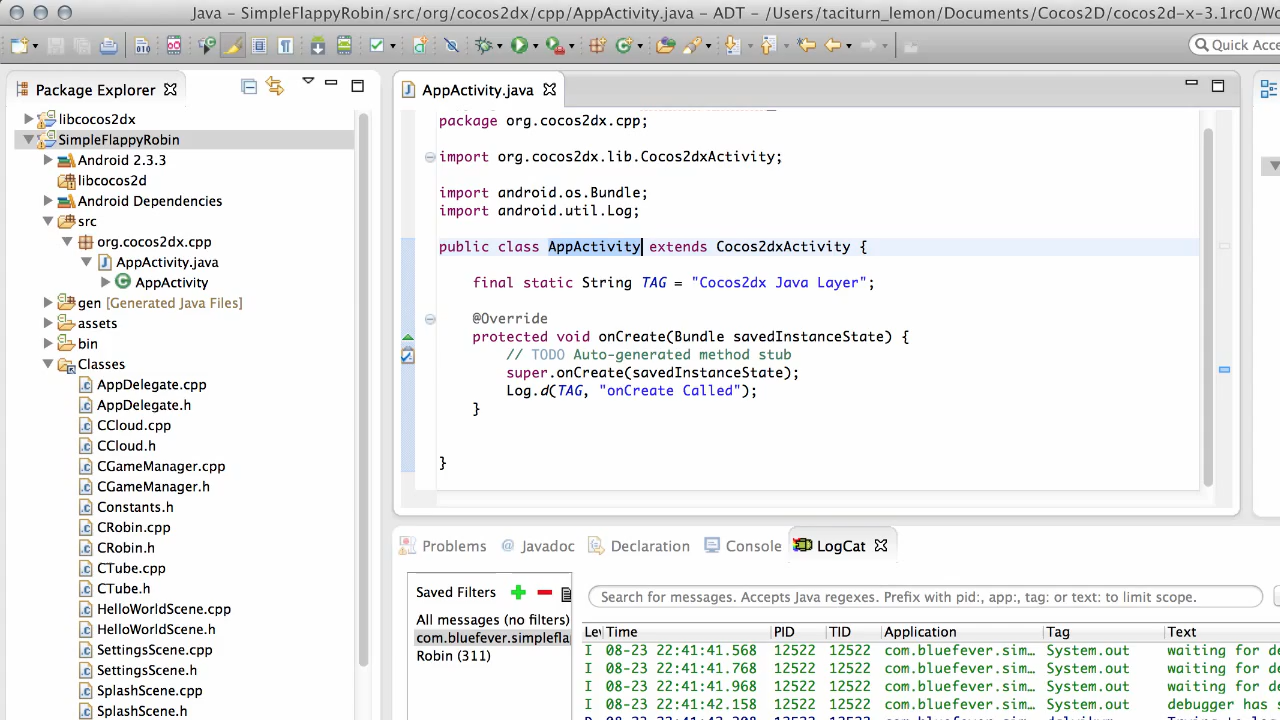 Java - SimpleFlappyRobin/src/org/cocos2dx/cpp/AppActivity.java - ADT - /Users/taciturn_lemon/Documents/Cocos2D/cocos2d-x-3.1rc0/Wo
Quick Acce
Package Explorer
libcocos2dx
SimpleFlappyRobin
Android 2.3.3
libcocos2d
Android Dependencies
src
org.cocos2dx.cpp
AppActivity.java
AppActivity
gen [Generated Java Files]
assets
bin
Classes
AppDelegate.cpp
AppDelegate.h
CCloud.cpp
CCloud.h
CGameManager.cpp
CGameManager.h
Constants.h
CRobin.cpp
CRobin.h
CTube.cpp
CTube.h
HelloWorldScene.cpp
HelloWorldScene.h
SettingsScene.cpp
SettingsScene.h
SplashScene.cpp
SplashScene.h
AppActivity.java
package org.cocos2dx.cpp;
import org.cocos2dx.lib.Cocos2dxActivity;
import android.os.Bundle;
import android.util.Log;
public class AppActivity extends Cocos2dxActivity {
final static String TAG = "Cocos2dx Java Layer";
@Override
protected void onCreate(Bundle savedInstanceState) {
// TODO Auto-generated method stub
super.onCreate(savedInstanceState);
Log.d(TAG, "onCreate Called");
}
}
Problems @ Javadoc Declaration Console LogCat
Saved Filters
All messages (no filters)
com.bluefever.simplefla
Robin (311)
Search for messages. Accepts Java regexes. Prefix with pid:, app:, tag: or text: to limit scope.
Lev Time PID TID Application Tag Text
I 08-23 22:41:41.568 12522 12522 com.bluefever.sim... System.out waiting for de
I 08-23 22:41:41.768 12522 12522 com.bluefever.sim... System.out waiting for de
I 08-23 22:41:41.968 12522 12522 com.bluefever.sim... System.out waiting for de
I 08-23 22:41:42.158 12522 12522 com.bluefever.sim... System.out debugger has